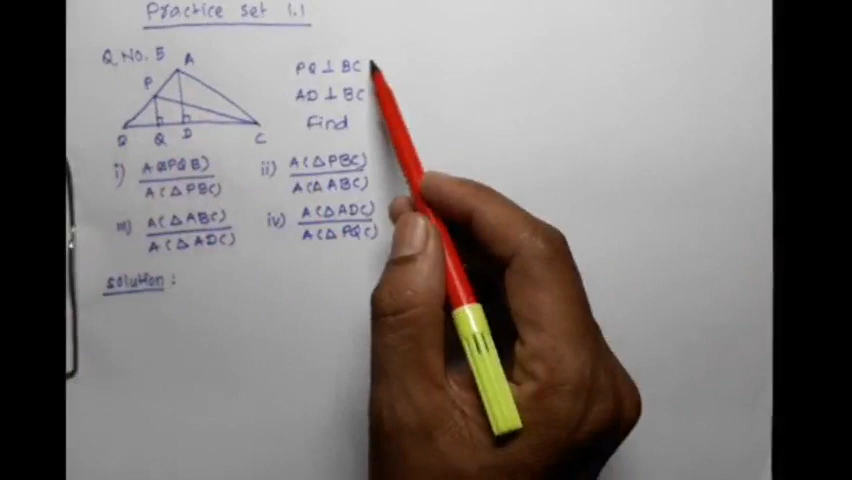 Practice set 1.1
Q No. 5
A
P
B Q D C
PQ ⊥ BC
AD ⊥ BC
Find
i) A(△PQB) / A(△PBC)
ii) A(△PBC) / A(△ABC)
iii) A(△ABC) / A(△ADC)
iv) A(△ADC) / A(△PQC)
solution :